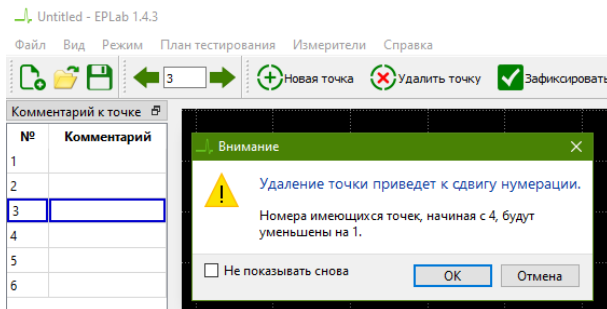 Untitled - EPLab 1.4.3
Файл Вид Режим План тестирования Измерители Справка
3 Новая точка Удалить точку Зафиксировать
Комментарий к точке
№ Комментарий
1
2
3
4
5
6
Внимание
Удаление точки приведет к сдвигу нумерации.
Номера имеющихся точек, начиная с 4, будут
уменьшены на 1.
Не показывать снова
OK Отмена